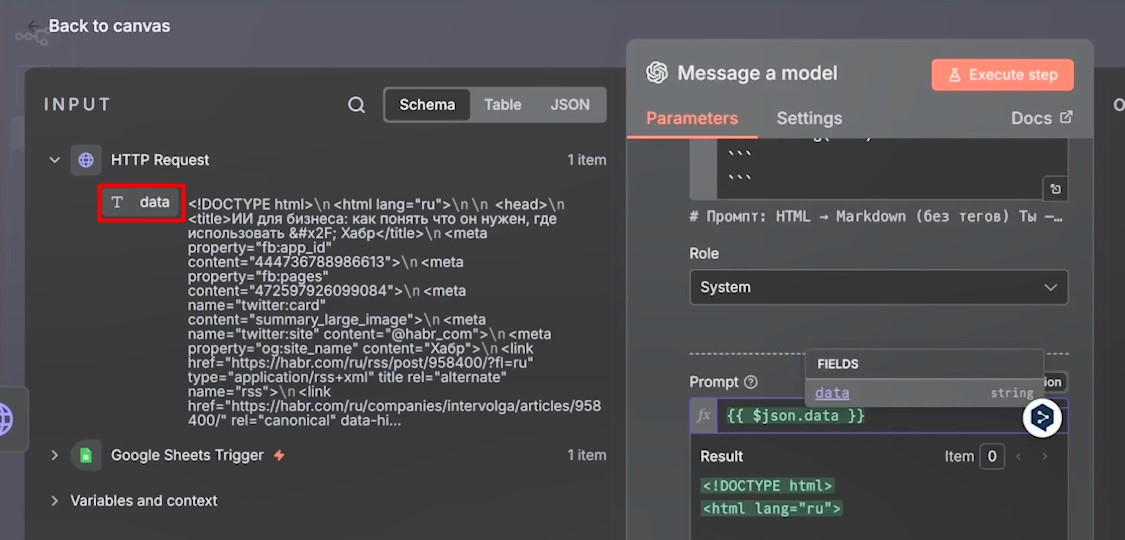 Back to canvas
INPUT
Schema
Table
JSON
HTTP Request
1 item
T data
<!DOCTYPE html>\n <html lang="ru">\n \n  <head>\n
<title>ИИ для бизнеса: как понять что он нужен, где
использовать &#x2F; Хабр</title>\n <meta
property="fb:app_id"
content="444736788986613">\n <meta
property="fb:pages"
content="472597926099084">\n <meta
name="twitter:card"
content="summary_large_image">\n <meta
name="twitter:site" content="@habr_com">\n <meta
property="og:site_name" content="Хабр">\n <link
href="https://habr.com/ru/rss/post/958400/?fl=ru"
type="application/rss+xml" title rel="alternate"
name="rss">\n <link
href="https://habr.com/ru/companies/intervolga/articles/958
400/" rel="canonical" data-hi...
Google Sheets Trigger
1 item
Variables and context
Message a model
Execute step
Parameters
Settings
Docs
```
```
# Промпт: HTML → Markdown (без тегов) Ты —…
Role
System
FIELDS
data
string
Prompt
fx
{{ $json.data }}
Result
Item 0
<!DOCTYPE html>
<html lang="ru">